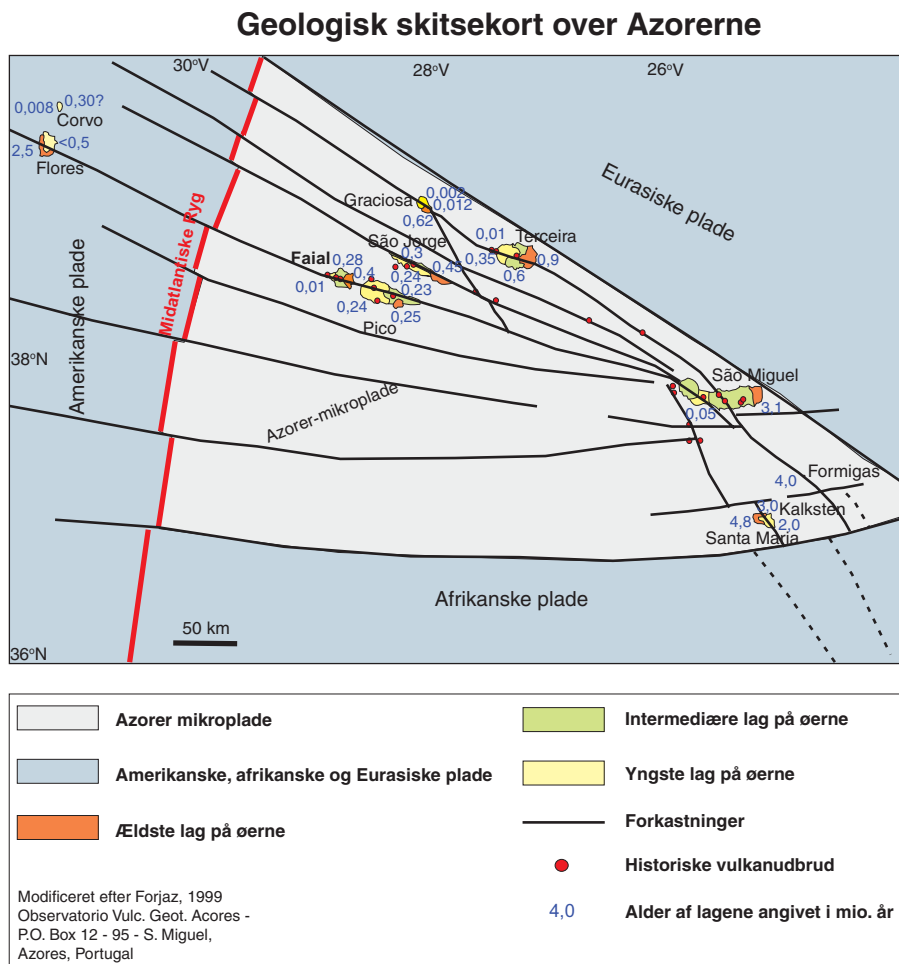 Geologisk skitsekort over Azorerne
30oV
28oV
26oV
0,30?
0,008
Corvo
<0,5
2,5
Flores
Eurasiske plade
Midatlantiske Ryg
Amerikanske plade
Graciosa
0,002
0,012
0,62
São Jorge
0,3
0,45
0,24
0,01
Terceira
0,35
0,9
0,6
Faial
0,28
0,4
0,01
0,23
0,24
0,25
Pico
38oN
Azorer-mikroplade
São Miguel
0,05
3.1
Formigas
4,0
3,0
Kalksten
4,8
2,0
Santa Maria
Afrikanske plade
50 km
36oN
Azorer mikroplade
Amerikanske, afrikanske og Eurasiske plade
Ældste lag på øerne
Intermediære lag på øerne
Yngste lag på øerne
Forkastninger
Historiske vulkanudbrud
4,0
Alder af lagene angivet i mio. år
Modificeret efter Forjaz, 1999
Observatorio Vulc. Geot. Acores -
P.O. Box 12 - 95 - S. Miguel,
Azores, Portugal